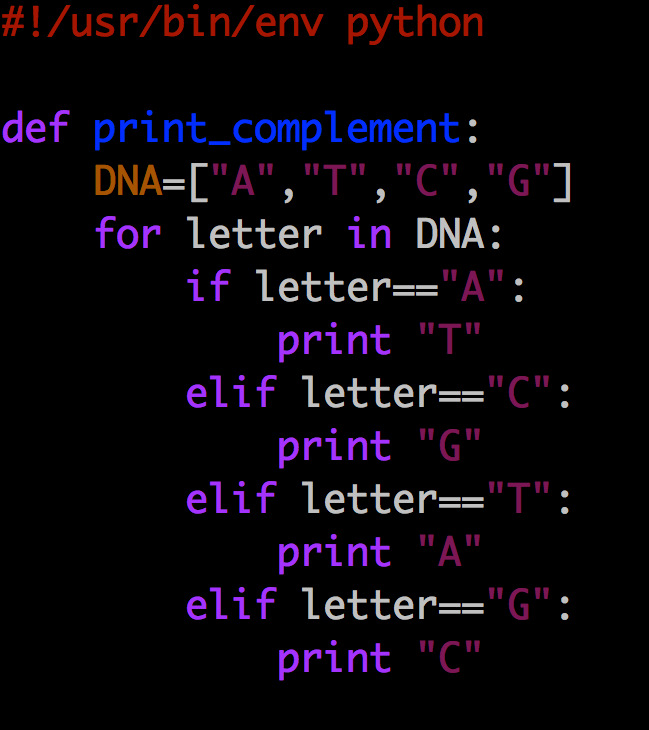 #!/usr/bin/env python
def print_complement:
    DNA=["A","T","C","G"]
    for letter in DNA:
        if letter=="A":
            print "T"
        elif letter=="C":
            print "G"
        elif letter=="T":
            print "A"
        elif letter=="G":
            print "C"